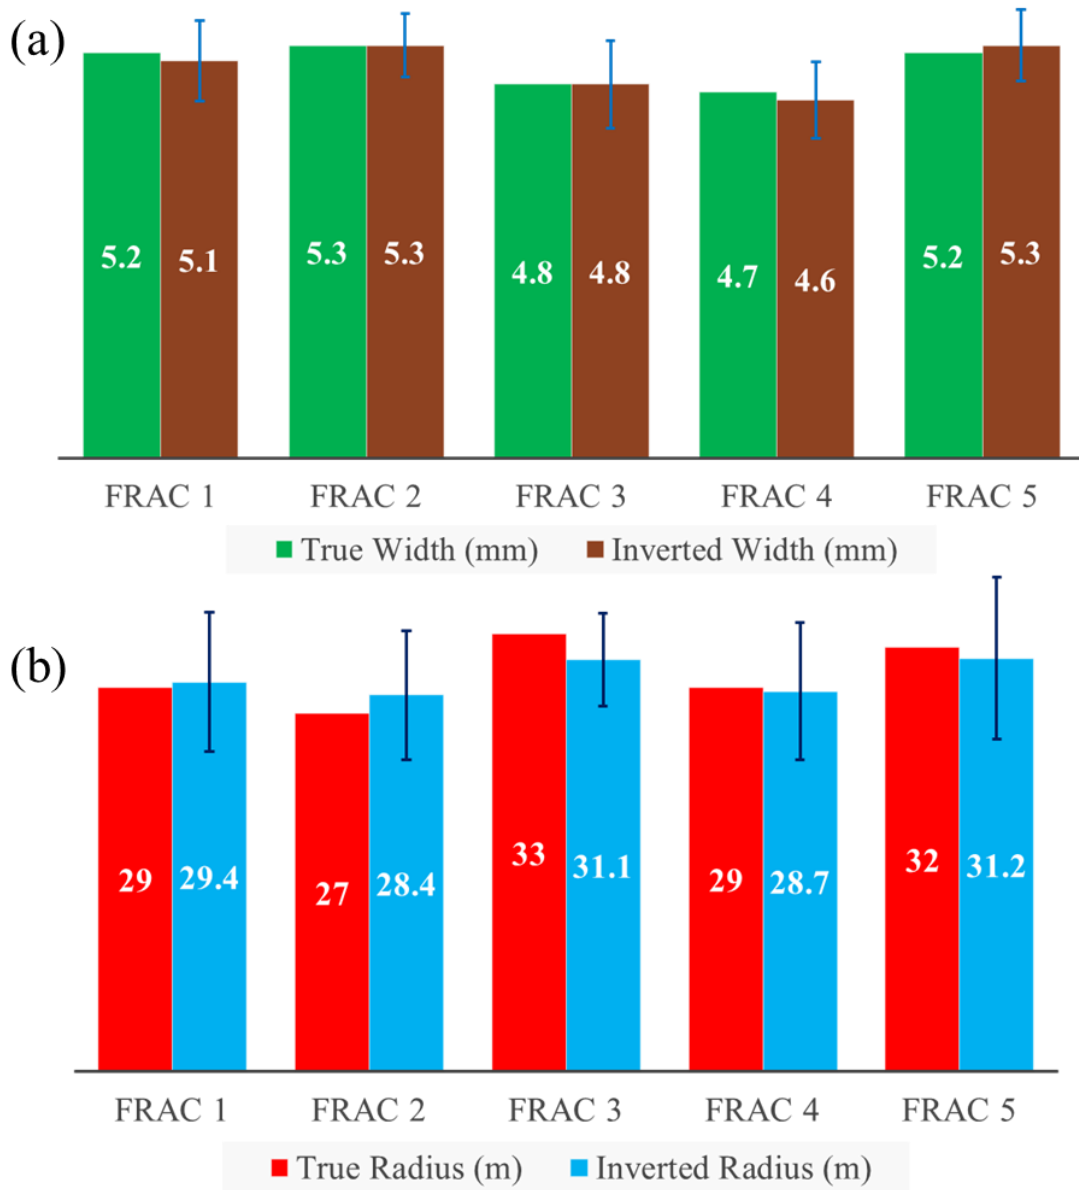 (a)
5.2 5.1 5.3 5.3 4.8 4.8 4.7 4.6 5.2 5.3
FRAC 1 FRAC 2 FRAC 3 FRAC 4 FRAC 5
True Width (mm) Inverted Width (mm)
(b)
29 29.4 27 28.4 33 31.1 29 28.7 32 31.2
FRAC 1 FRAC 2 FRAC 3 FRAC 4 FRAC 5
True Radius (m) Inverted Radius (m)